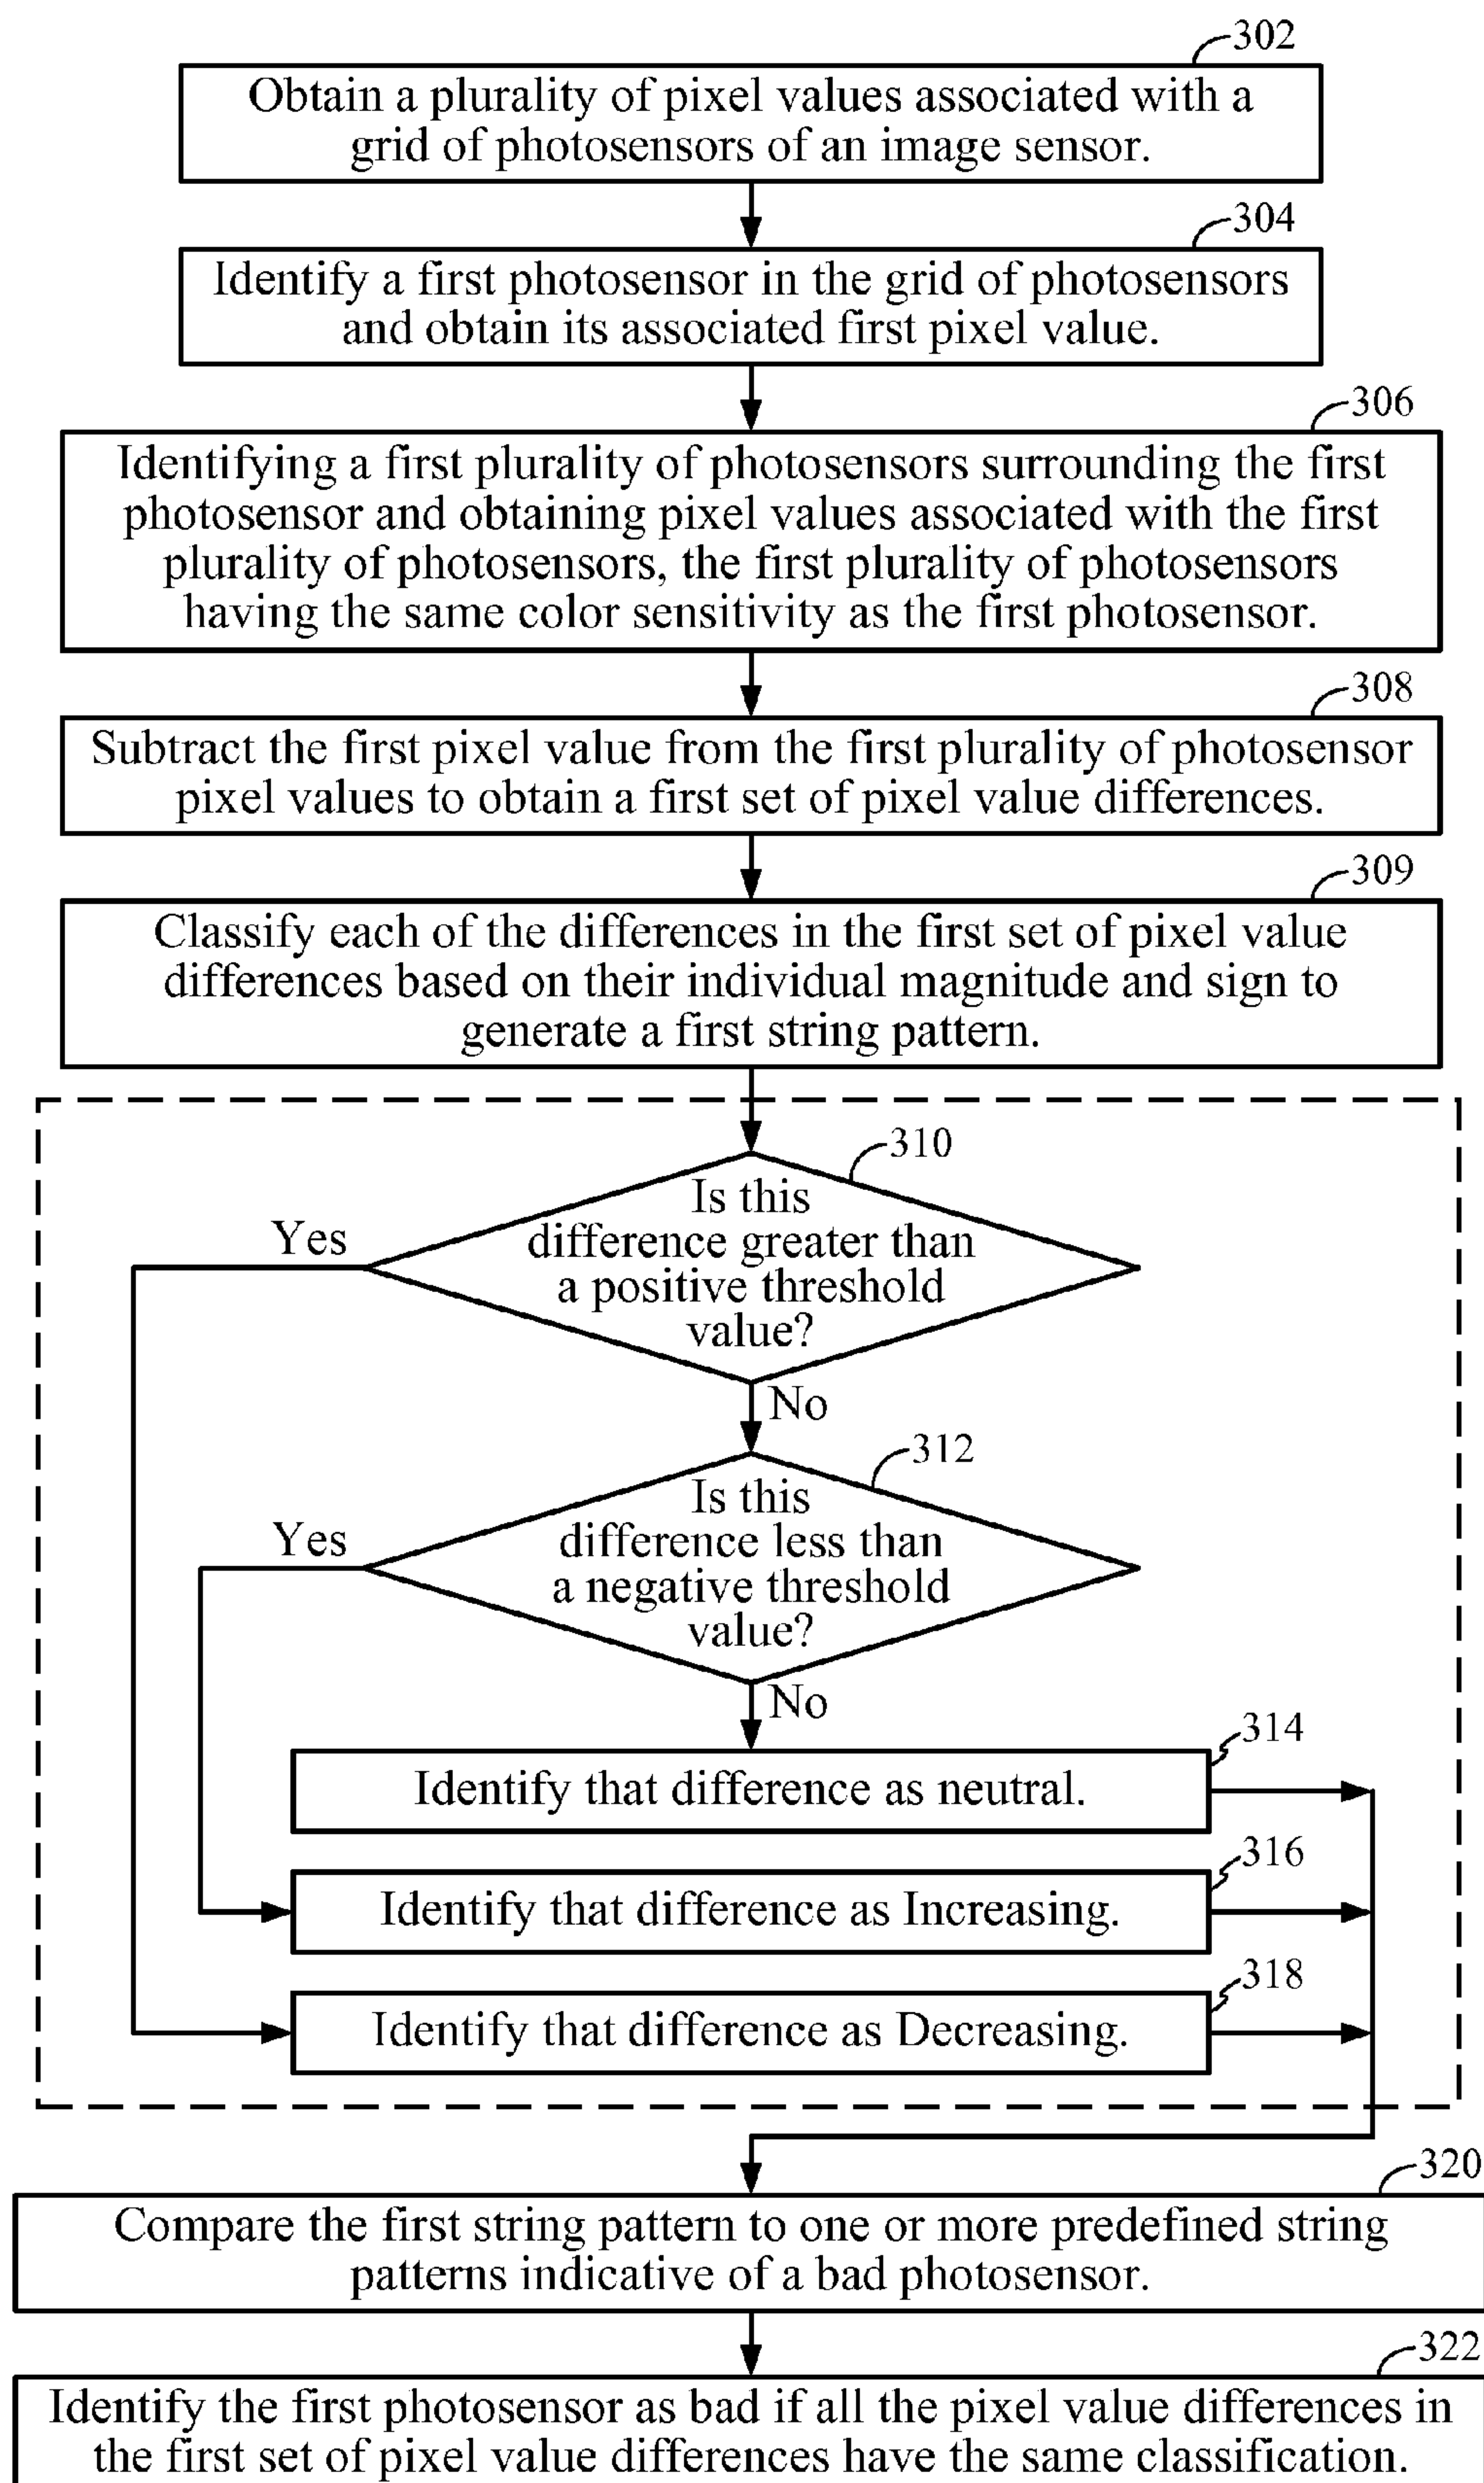 302
Obtain a plurality of pixel values associated with a
grid of photosensors of an image sensor.
304
Identify a first photosensor in the grid of photosensors
and obtain its associated first pixel value.
306
Identifying a first plurality of photosensors surrounding the first
photosensor and obtaining pixel values associated with the first
plurality of photosensors, the first plurality of photosensors
having the same color sensitivity as the first photosensor.
308
Subtract the first pixel value from the first plurality of photosensor
pixel values to obtain a first set of pixel value differences.
309
Classify each of the differences in the first set of pixel value
differences based on their individual magnitude and sign to
generate a first string pattern.
310
Is this
difference greater than
a positive threshold
value?
Yes
No
312
Is this
difference less than
a negative threshold
value?
Yes
No
314
Identify that difference as neutral.
316
Identify that difference as Increasing.
318
Identify that difference as Decreasing.
320
Compare the first string pattern to one or more predefined string
patterns indicative of a bad photosensor.
322
Identify the first photosensor as bad if all the pixel value differences in
the first set of pixel value differences have the same classification.